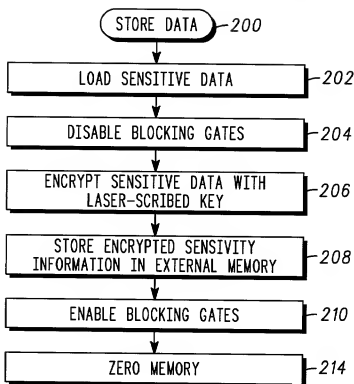 STORE DATA 200
LOAD SENSITIVE DATA 202
DISABLE BLOCKING GATES 204
ENCRYPT SENSITIVE DATA WITH
LASER-SCRIBED KEY 206
STORE ENCRYPTED SENSIVITY
INFORMATION IN EXTERNAL MEMORY 208
ENABLE BLOCKING GATES 210
ZERO MEMORY 214